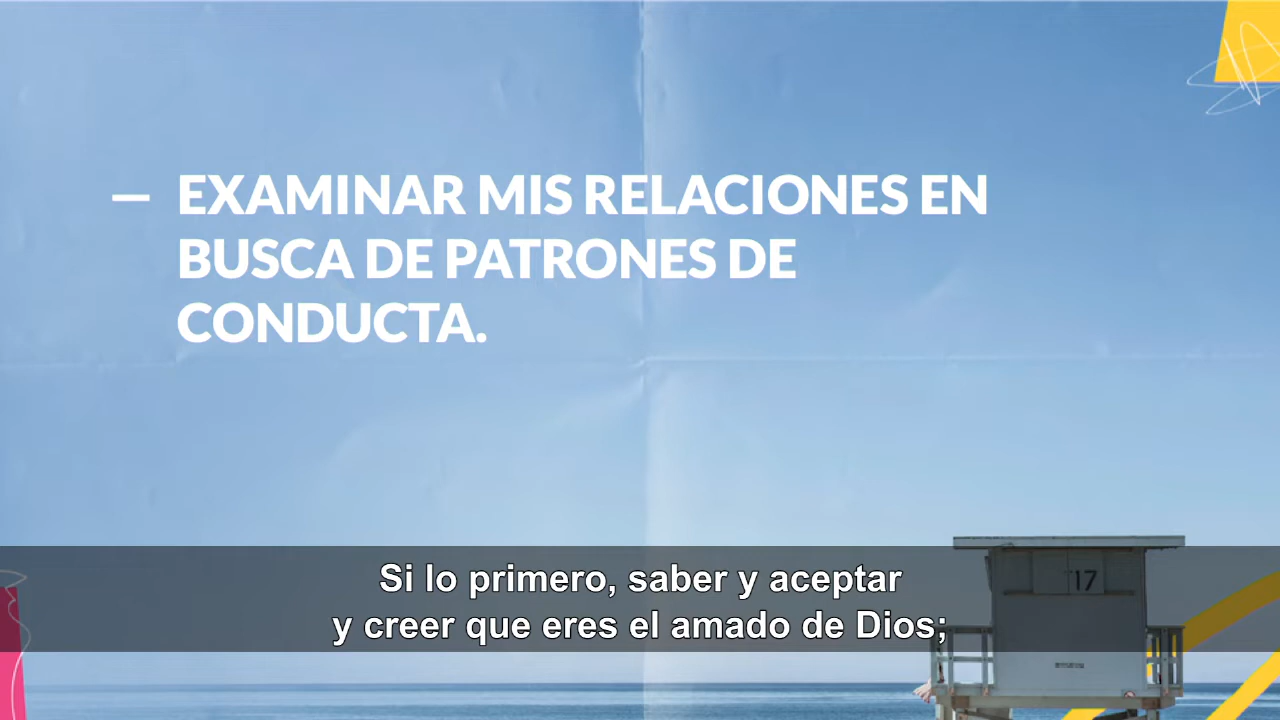 — EXAMINAR MIS RELACIONES EN
BUSCA DE PATRONES DE
CONDUCTA.
Si lo primero, saber y aceptar
y creer que eres el amado de Dios;
17